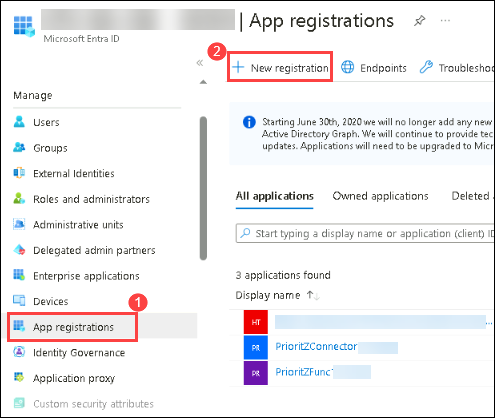 | App registrations
Microsoft Entra ID
2
New registration
Endpoints
Troubleshoo
Manage
Users
Groups
External Identities
Roles and administrators
Administrative units
Delegated admin partners
Enterprise applications
Devices
1
App registrations
Identity Governance
Application proxy
Custom security attributes
Starting June 30th, 2020 we will no longer add any new
Active Directory Graph. We will continue to provide tec
updates. Applications will need to be upgraded to Micr
All applications
Owned applications
Deleted a
Start typing a display name or application (client) ID
3 applications found
Display name ↑↓
HT
PR PrioritZConnector
PR PrioritZFunc